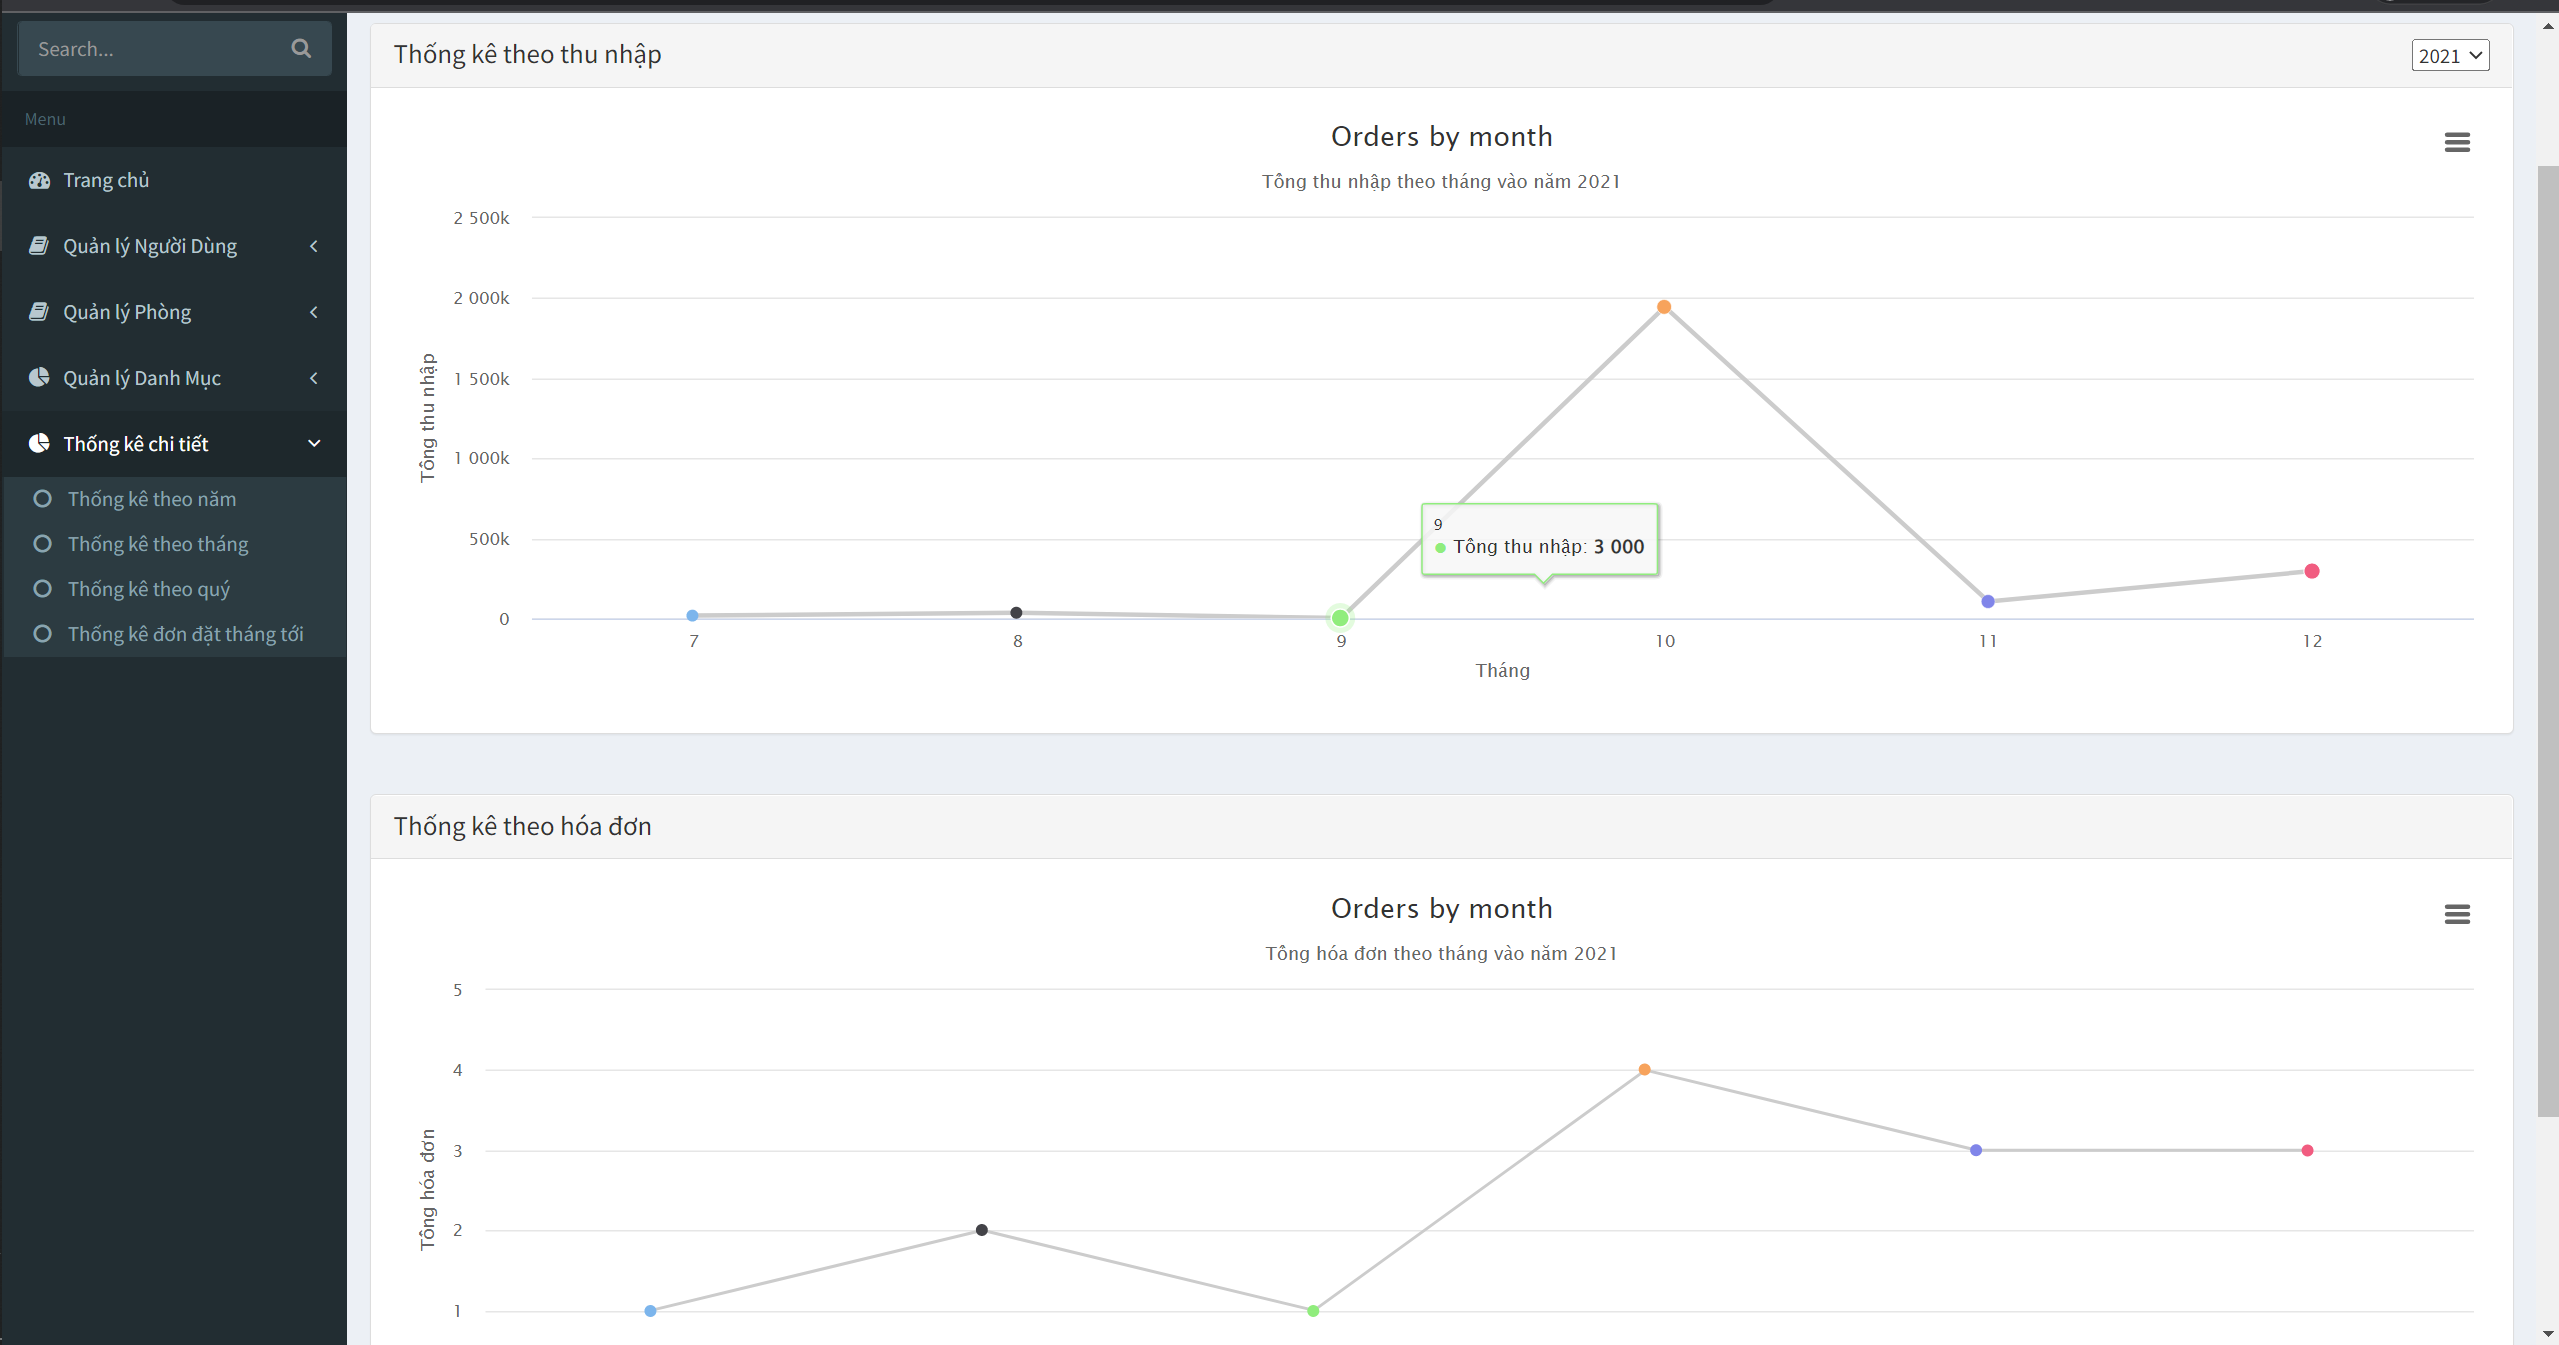 Search...
Menu
Trang chủ
Quản lý Người Dùng
Quản lý Phòng
Quản lý Danh Mục
Thống kê chi tiết
Thống kê theo năm
Thống kê theo tháng
Thống kê theo quý
Thống kê đơn đặt tháng tới
Thống kê theo thu nhập
2021
Orders by month
Tổng thu nhập theo tháng vào năm 2021
Tổng thu nhập
2 500k
2 000k
1 500k
1 000k
500k
0
9
Tổng thu nhập: 3 000
7 8 9 10 11 12
Tháng
Thống kê theo hóa đơn
Orders by month
Tổng hóa đơn theo tháng vào năm 2021
Tổng hóa đơn
5
4
3
2
1